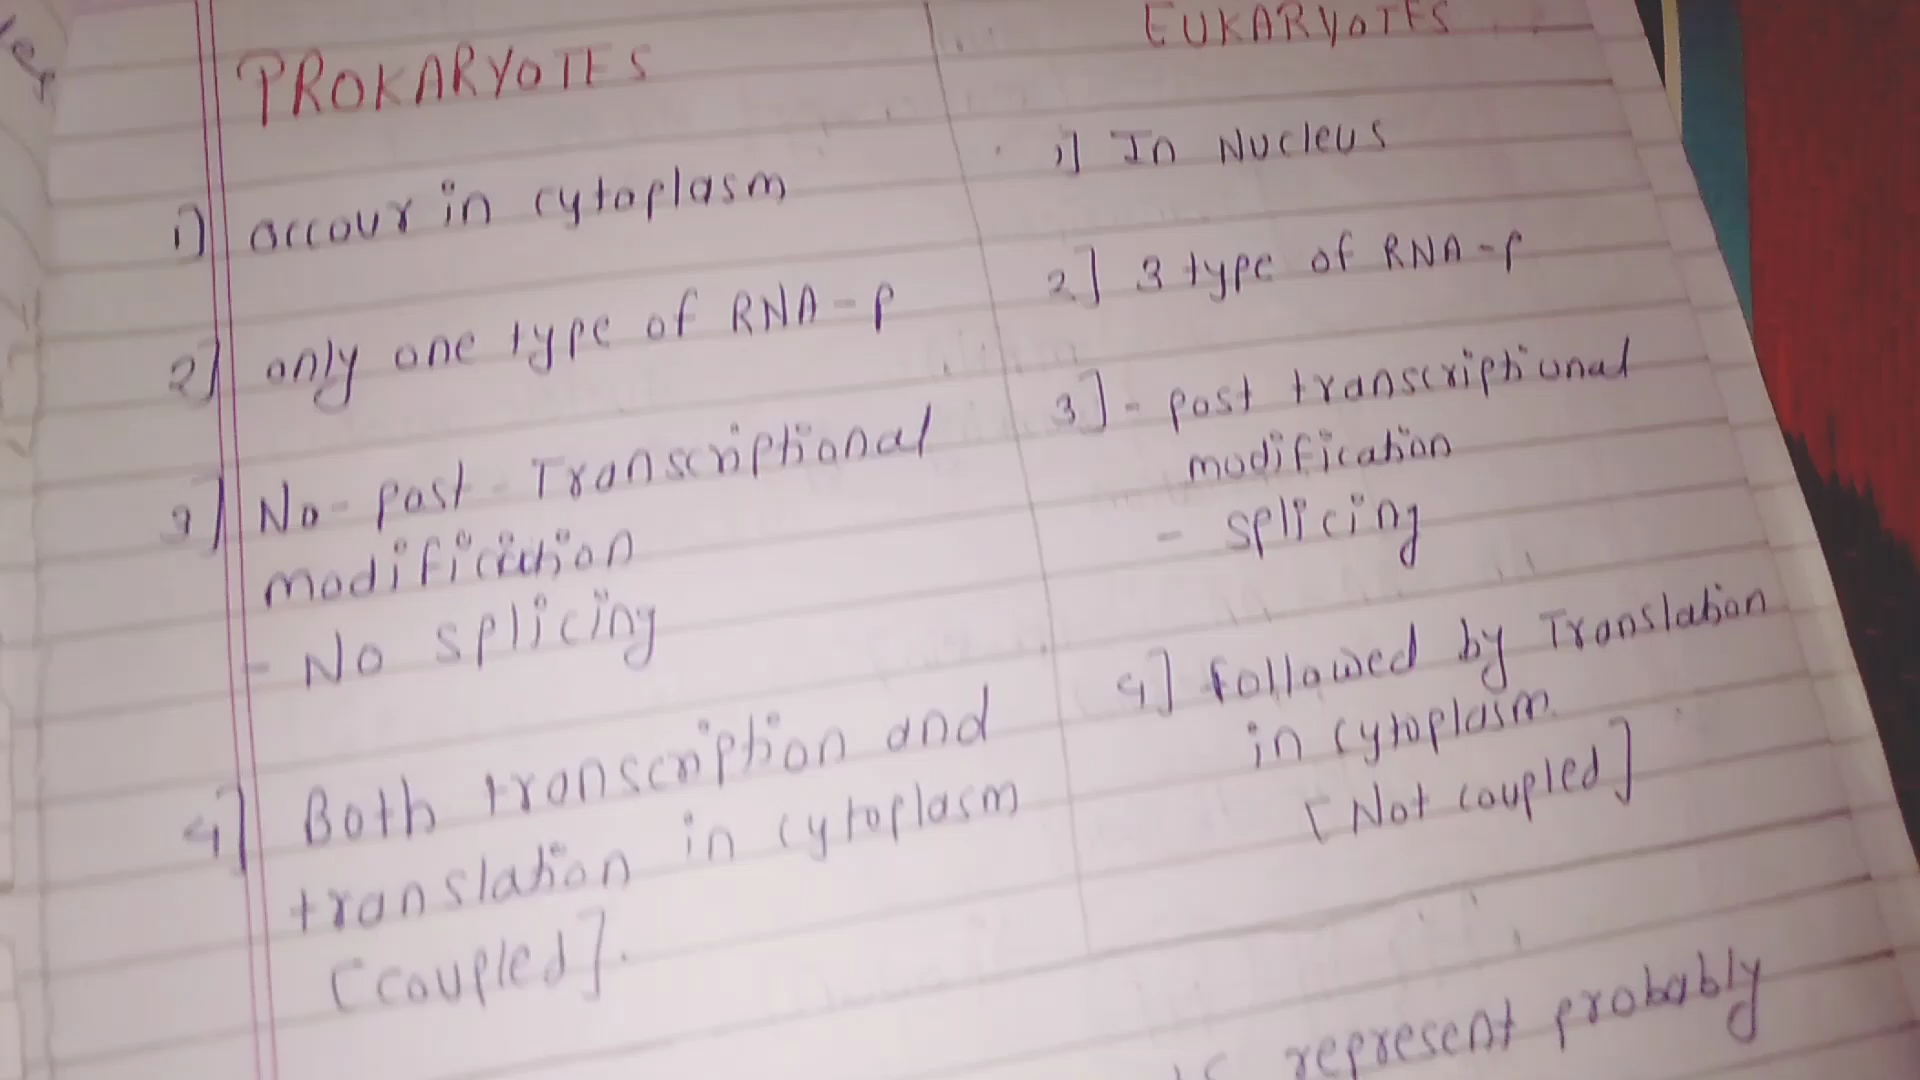 PROKARYOTES
1) occour in cytoplasm
2] only one type of RNA-p
3] No-post-Transcriptional
modification
- No splicing
4] Both transcription and
translation in cytoplasm
[coupled].
EUKARYOTES
1] In Nucleus
2] 3 type of RNA-p
3] - post transcriptional
modification
- splicing
4] followed by Translation
in cytoplasm.
[Not coupled]
represent probably